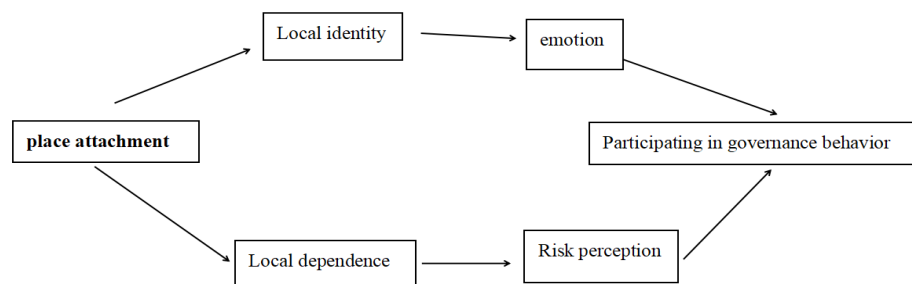 Local identity
emotion
place attachment
Participating in governance behavior
Local dependence
Risk perception